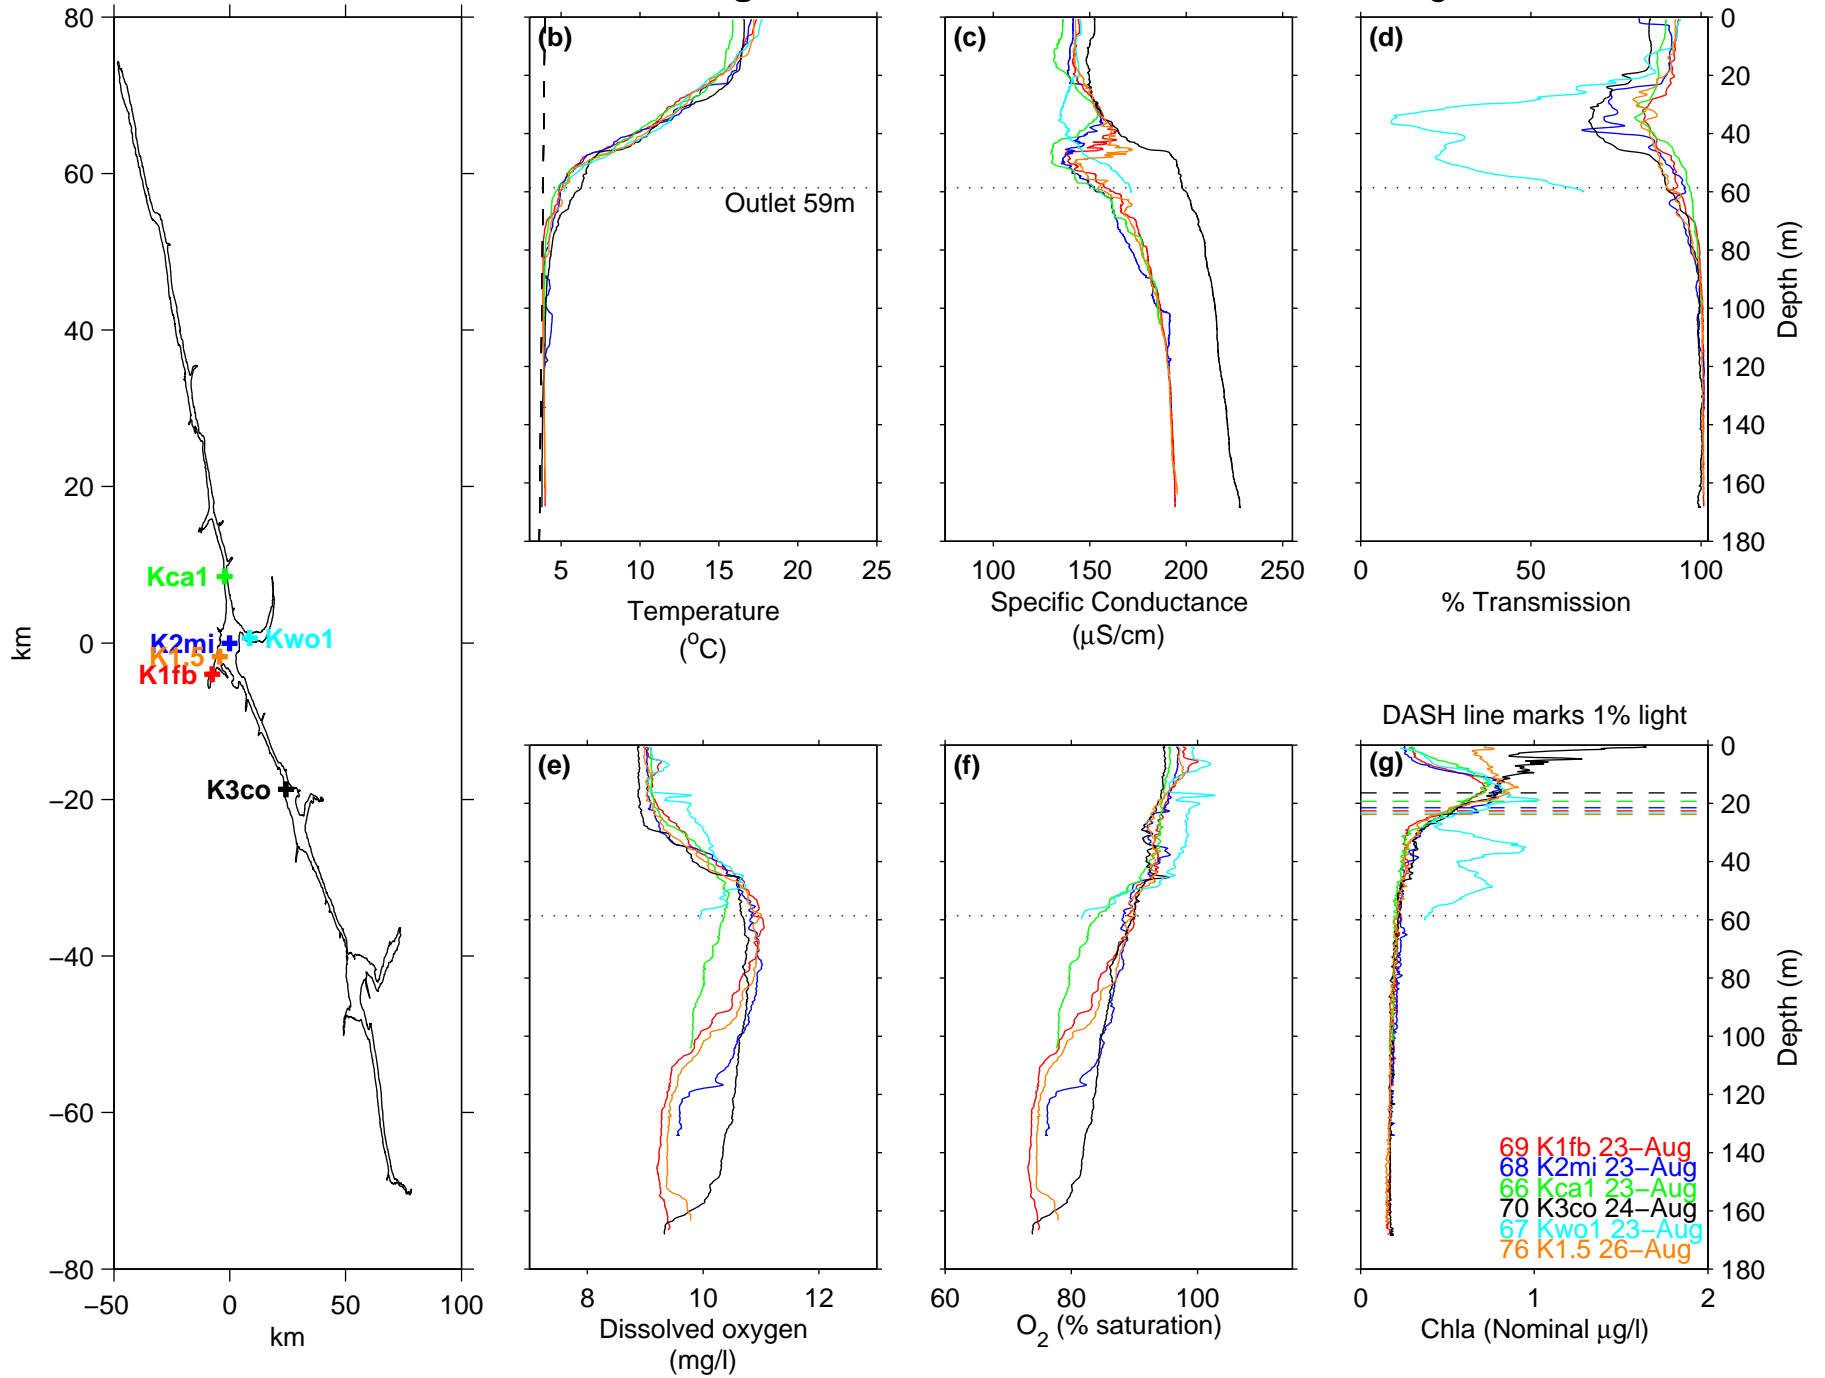 g
g
80
60
40
20
0
−20
−40
−60
−80
km
−50
0
50
100
km
Kca1
K2mi
Kwo1
K1.5
K1fb
K3co
(b)
Outlet 59m
5
10
15
20
25
Temperature
(oC)
(c)
100
150
200
250
Specific Conductance
(μS/cm)
(d)
0
50
100
% Transmission
0
20
40
60
80
100
120
140
160
180
Depth (m)
(e)
8
10
12
Dissolved oxygen
(mg/l)
(f)
60
80
100
O2 (% saturation)
DASH line marks 1% light
(g)
69 K1fb 23−Aug
68 K2mi 23−Aug
66 Kca1 23−Aug
70 K3co 24−Aug
67 Kwo1 23−Aug
76 K1.5 26−Aug
0
1
2
Chla (Nominal μg/l)
0
20
40
60
80
100
120
140
160
180
Depth (m)